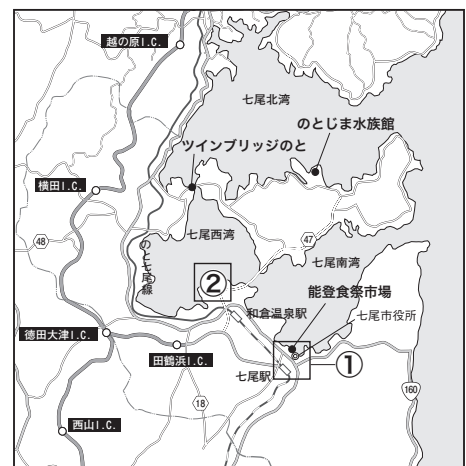 越の原I.C.
七尾北湾
のとじま水族館
ツインブリッジのと
横田I.C.
48
のと七尾線
七尾西湾
47
七尾南湾
②
能登食祭市場
和倉温泉駅
七尾市役所
徳田大津I.C.
田鶴浜I.C.
七尾駅
①
160
18
西山I.C.